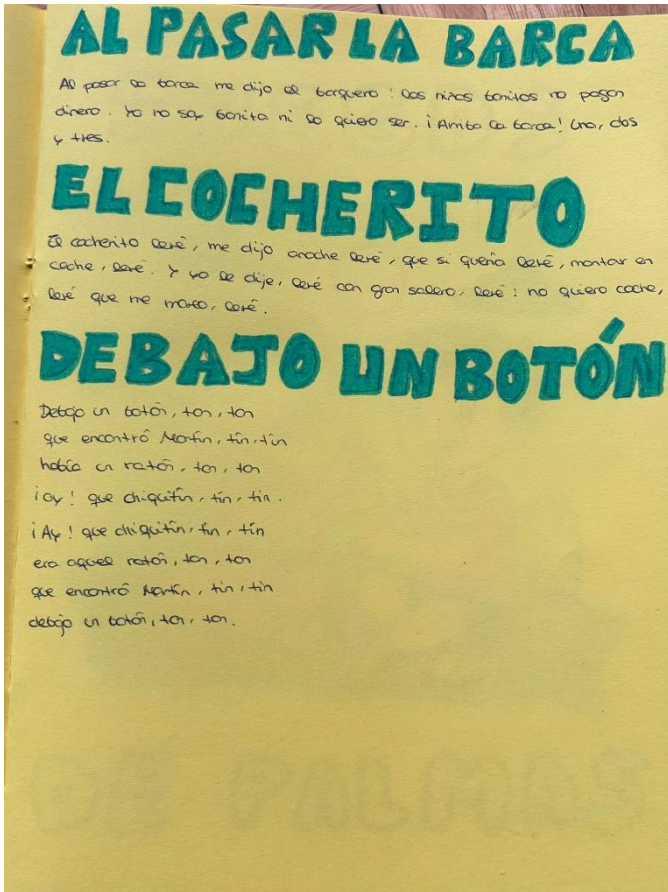 AL PASAR LA BARCA
Al pasar la barca me dijo el barquero: las niñas bonitas no pagan
dinero. Yo no soy bonita ni lo quiero ser. ¡Arriba la barca! Una, dos
y tres.
EL COCHERITO
El cocherito leré, me dijo anoche leré, que si quería leré, montar en
coche, leré. Y yo le dije, leré con gran salero, leré: no quiero coche,
leré que me mareo, leré.
DEBAJO UN BOTÓN
Debajo un botón, ton, ton
que encontró Martín, tín, tín
había un ratón, ton, ton
¡ay! que chiquitín, tín, tin.
¡Ay! que chiquitín, tin, tín
era aquel ratón, ton, ton
que encontró Martín, tin, tin
debajo un botón, ton, ton.